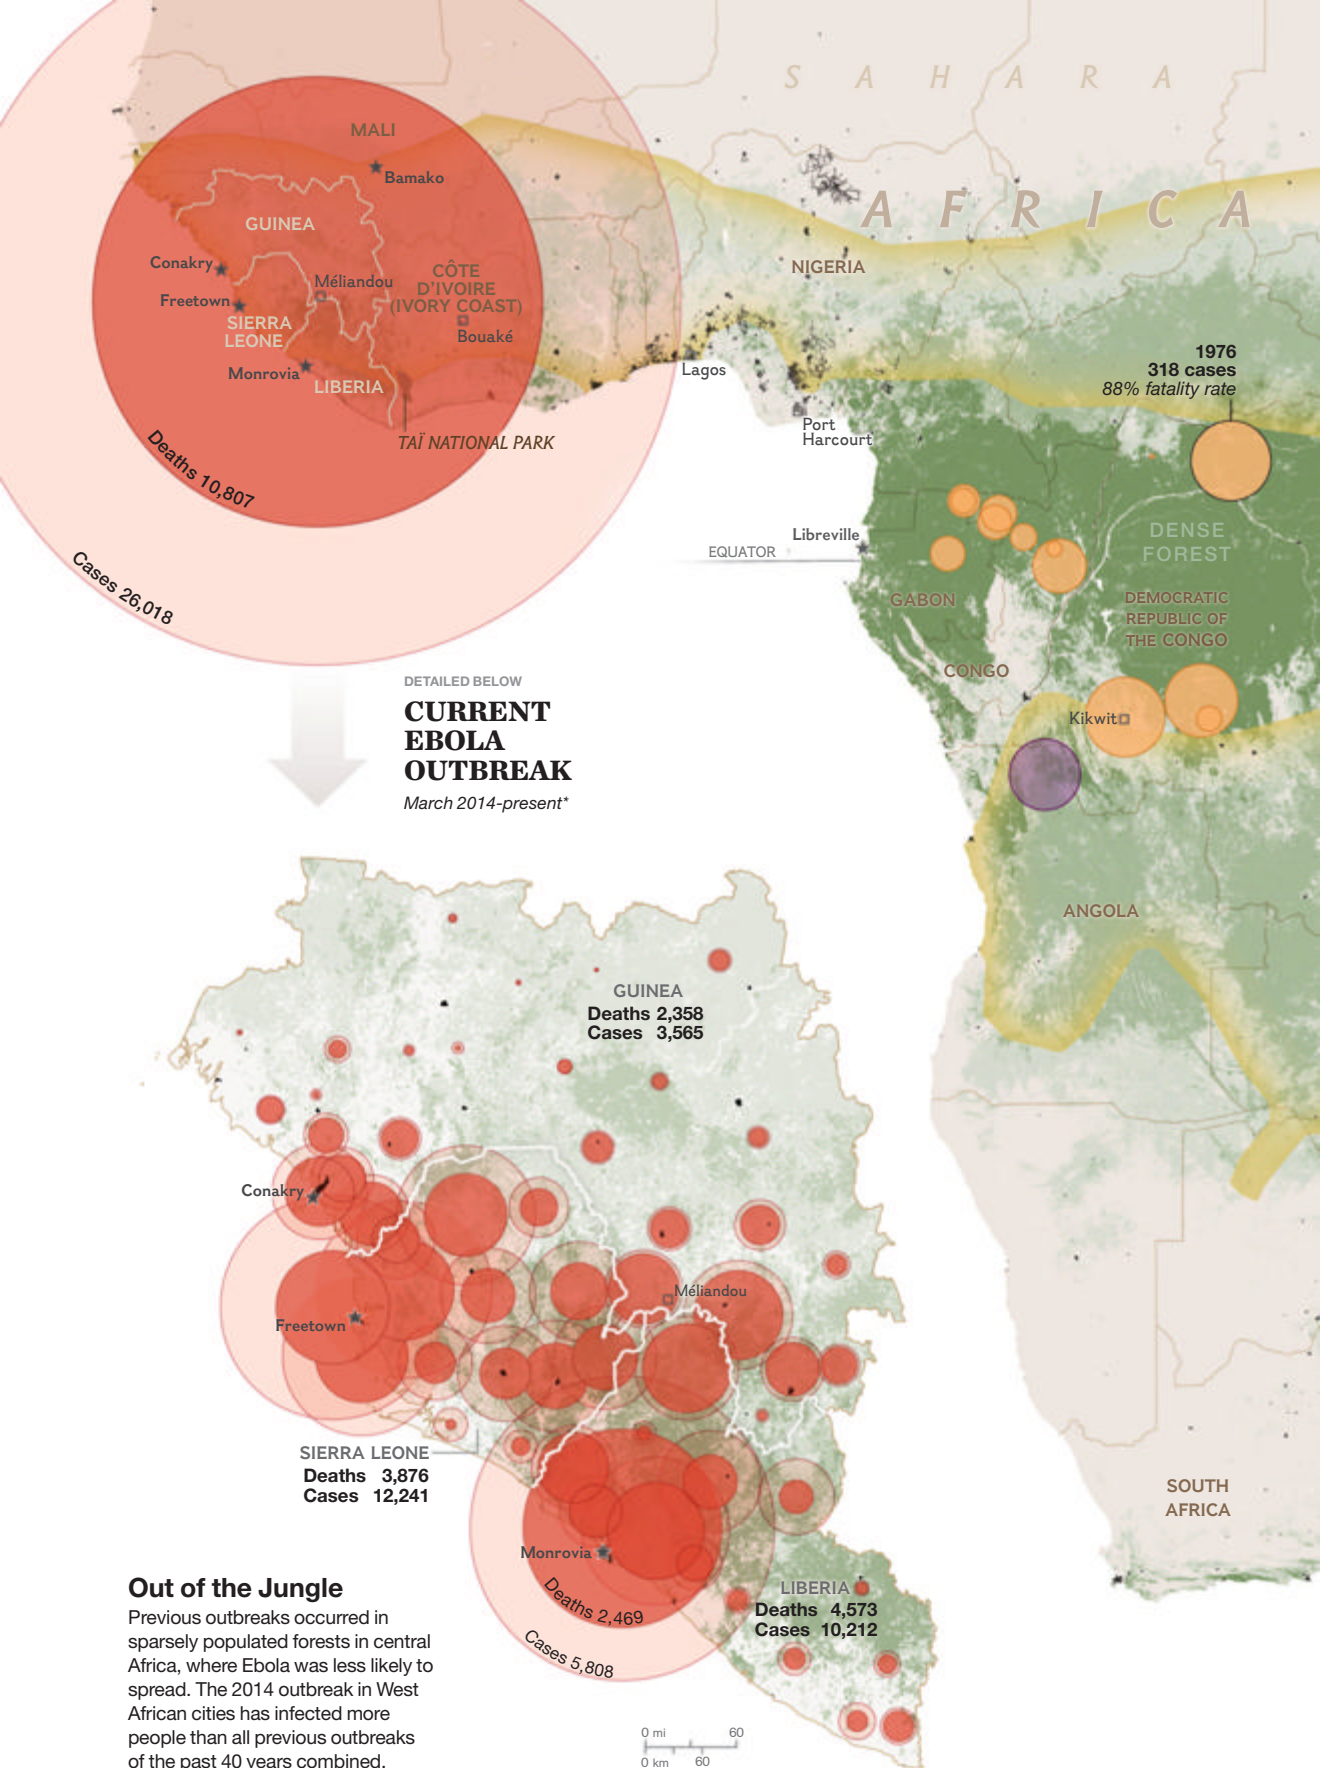 S A H A R A
MALI
Bamako
A F R I C A
GUINEA
Conakry
NIGERIA
CÔTE
D'IVOIRE
(IVORY COAST)
Méliandou
Freetown
SIERRA
LEONE
Bouaké
1976
318 cases
88% fatality rate
Monrovia
LIBERIA
Lagos
Port
Harcourt
TAÏ NATIONAL PARK
Deaths 10,807
DENSE
FOREST
Libreville
EQUATOR
Cases 26,018
GABON
DEMOCRATIC
REPUBLIC OF
THE CONGO
CONGO
DETAILED BELOW
CURRENT
EBOLA
OUTBREAK
March 2014-present*
Kikwit
ANGOLA
GUINEA
Deaths 2,358
Cases 3,565
Conakry
Méliandou
Freetown
SIERRA LEONE
Deaths 3,876
Cases 12,241
SOUTH
AFRICA
Monrovia
Deaths 2,469
Cases 5,808
LIBERIA
Deaths 4,573
Cases 10,212
Out of the Jungle
Previous outbreaks occurred in
sparsely populated forests in central
Africa, where Ebola was less likely to
spread. The 2014 outbreak in West
African cities has infected more
people than all previous outbreaks
of the past 40 years combined.
0 mi 60
0 km 60